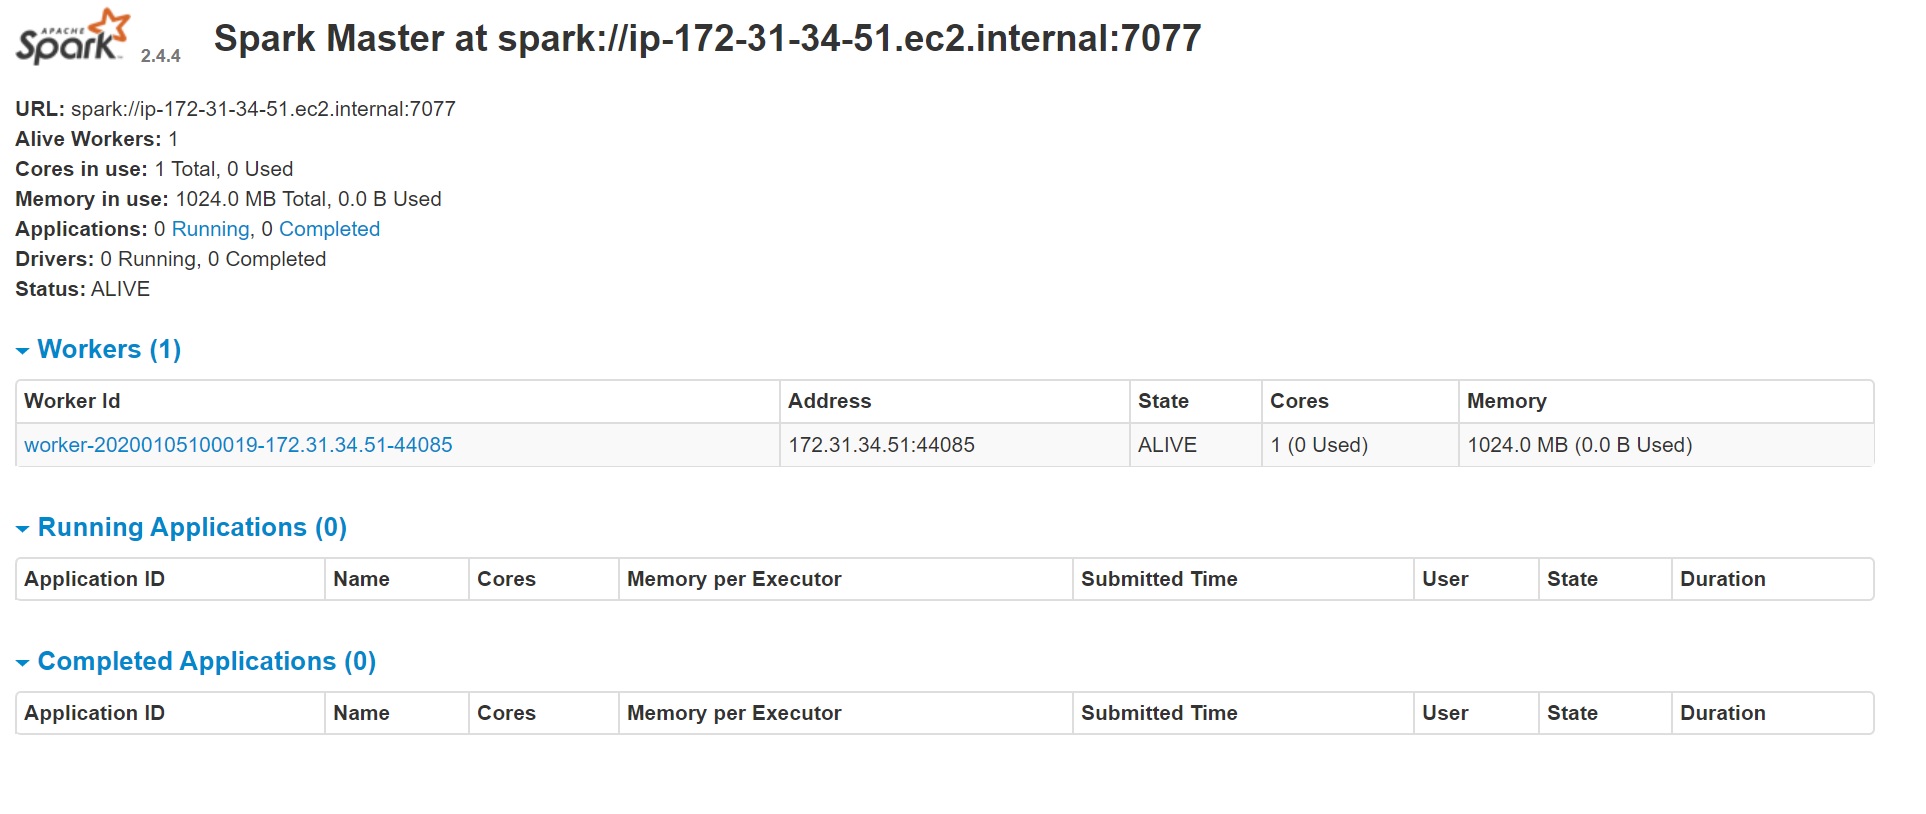 APACHE
Spark 2.4.4
Spark Master at spark://ip-172-31-34-51.ec2.internal:7077
URL: spark://ip-172-31-34-51.ec2.internal:7077
Alive Workers: 1
Cores in use: 1 Total, 0 Used
Memory in use: 1024.0 MB Total, 0.0 B Used
Applications: 0 Running, 0 Completed
Drivers: 0 Running, 0 Completed
Status: ALIVE
Workers (1)
Worker Id Address State Cores Memory
worker-20200105100019-172.31.34.51-44085 172.31.34.51:44085 ALIVE 1 (0 Used) 1024.0 MB (0.0 B Used)
Running Applications (0)
Application ID Name Cores Memory per Executor Submitted Time User State Duration
Completed Applications (0)
Application ID Name Cores Memory per Executor Submitted Time User State Duration